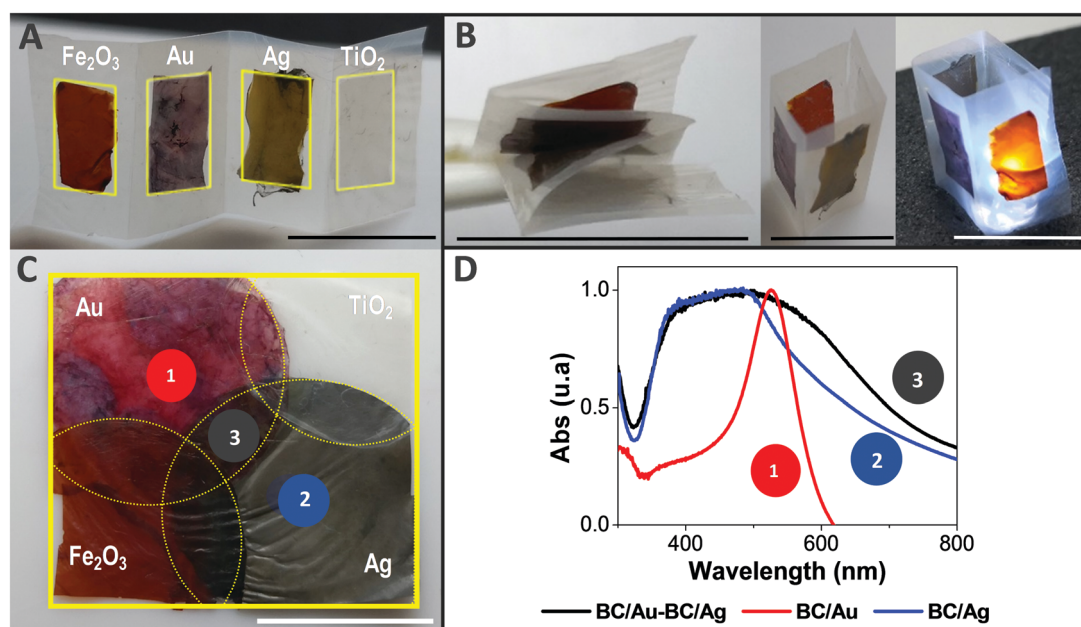 A
Fe₂O₃ Au Ag TiO₂
B
C
Au
TiO₂
1
3
2
Fe₂O₃
Ag
D
Abs (u.a)
1.0
0.5
0.0
3
2
1
400 600 800
Wavelength (nm)
BC/Au-BC/Ag BC/Au BC/Ag